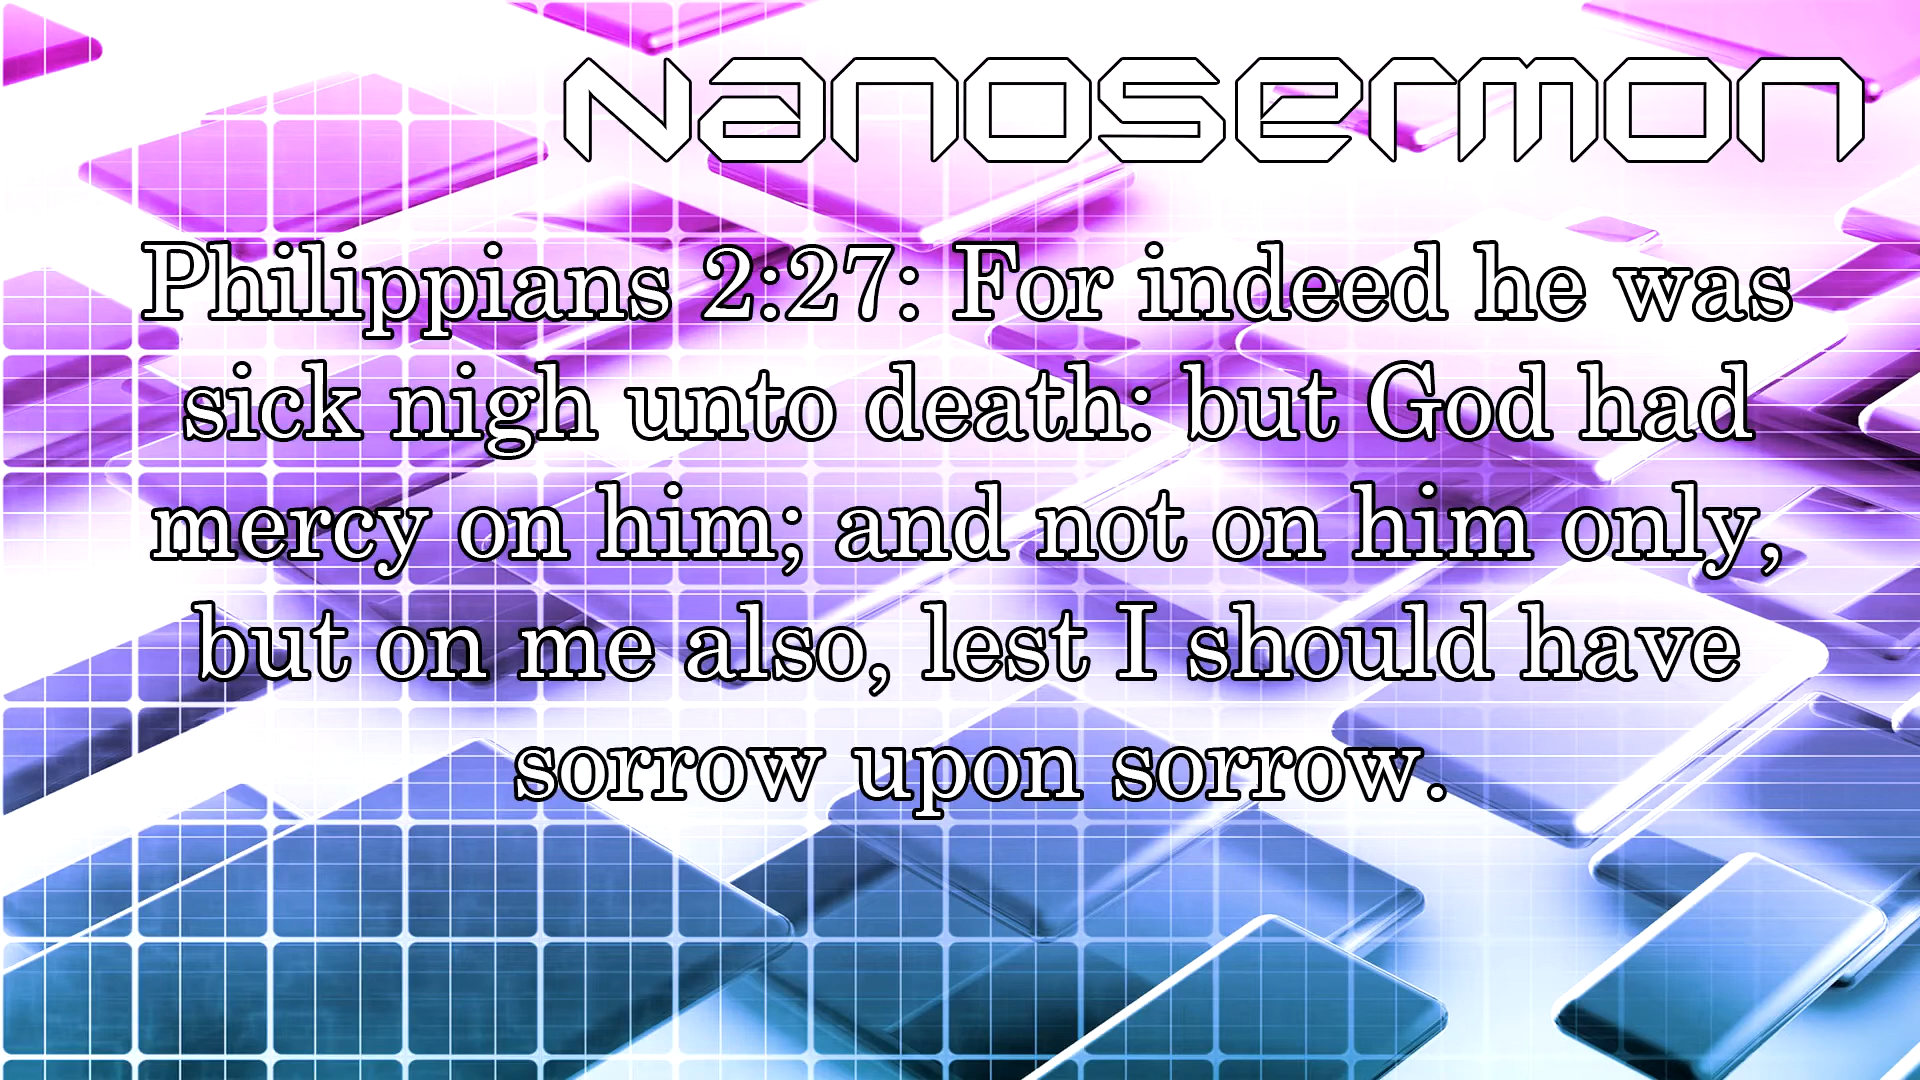 Nanosermon
Philippians 2:27: For indeed he was
sick nigh unto death: but God had
mercy on him; and not on him only,
but on me also, lest I should have
sorrow upon sorrow.